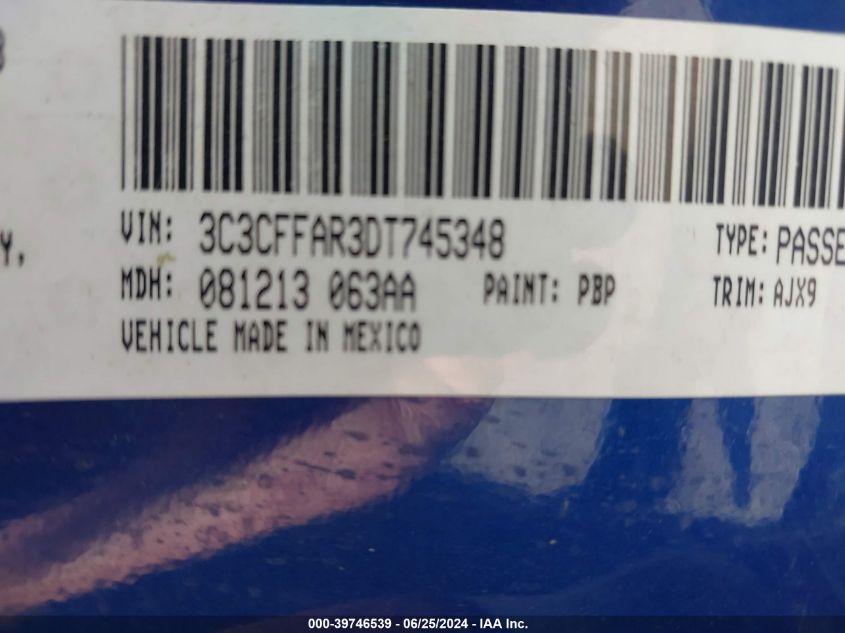 Y,
VIN: 3C3CFFAR3DT745348 TYPE: PASSE
MDH: 081213 063AA PAINT: PBP TRIM: AJX9
VEHICLE MADE IN MEXICO
000-39746539 - 06/25/2024 - IAA Inc.